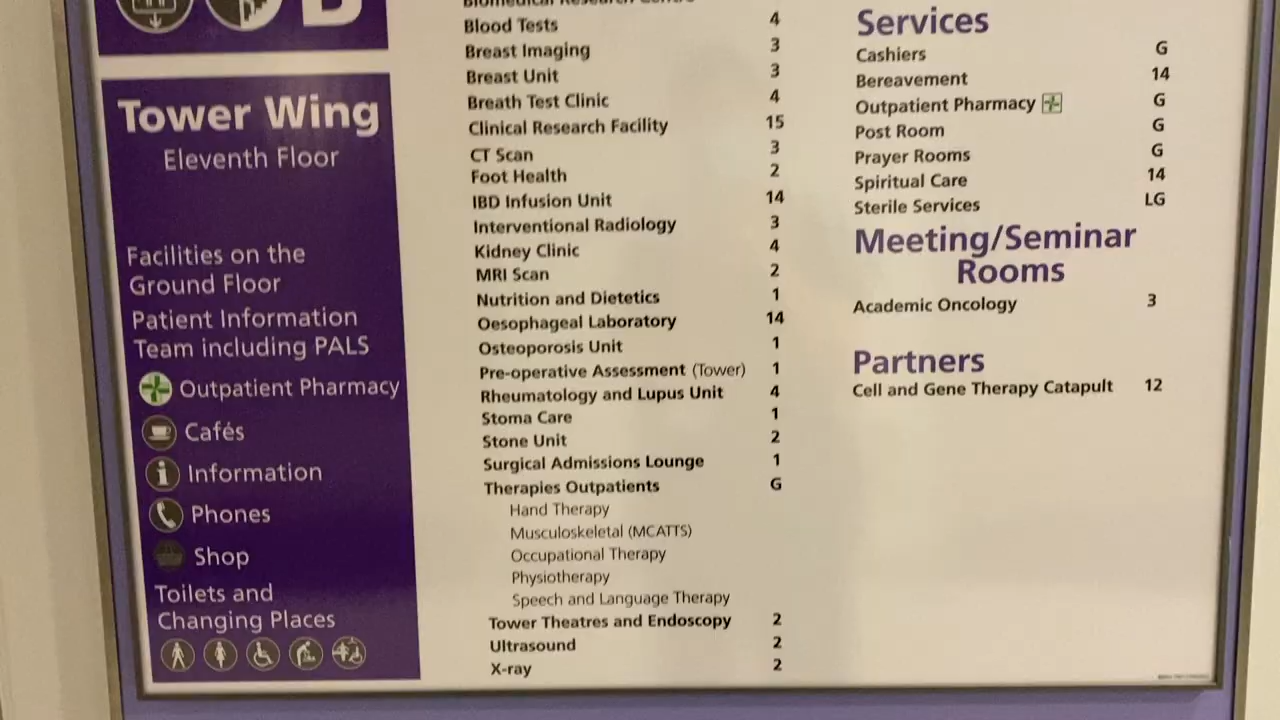 B
Tower Wing
Eleventh Floor
Facilities on the
Ground Floor
Patient Information
Team including PALS
Outpatient Pharmacy
Cafés
Information
Phones
Shop
Toilets and
Changing Places
Biomedical Research Centre
Blood Tests 4
Breast Imaging 3
Breast Unit 3
Breath Test Clinic 4
Clinical Research Facility 15
CT Scan 3
Foot Health 2
IBD Infusion Unit 14
Interventional Radiology 3
Kidney Clinic 4
MRI Scan 2
Nutrition and Dietetics 1
Oesophageal Laboratory 14
Osteoporosis Unit 1
Pre-operative Assessment (Tower) 1
Rheumatology and Lupus Unit 4
Stoma Care 1
Stone Unit 2
Surgical Admissions Lounge 1
Therapies Outpatients G
Hand Therapy
Musculoskeletal (MCATTS)
Occupational Therapy
Physiotherapy
Speech and Language Therapy
Tower Theatres and Endoscopy 2
Ultrasound 2
X-ray 2
Services
Cashiers G
Bereavement 14
Outpatient Pharmacy G
Post Room G
Prayer Rooms G
Spiritual Care 14
Sterile Services LG
Meeting/Seminar
Rooms
Academic Oncology 3
Partners
Cell and Gene Therapy Catapult 12